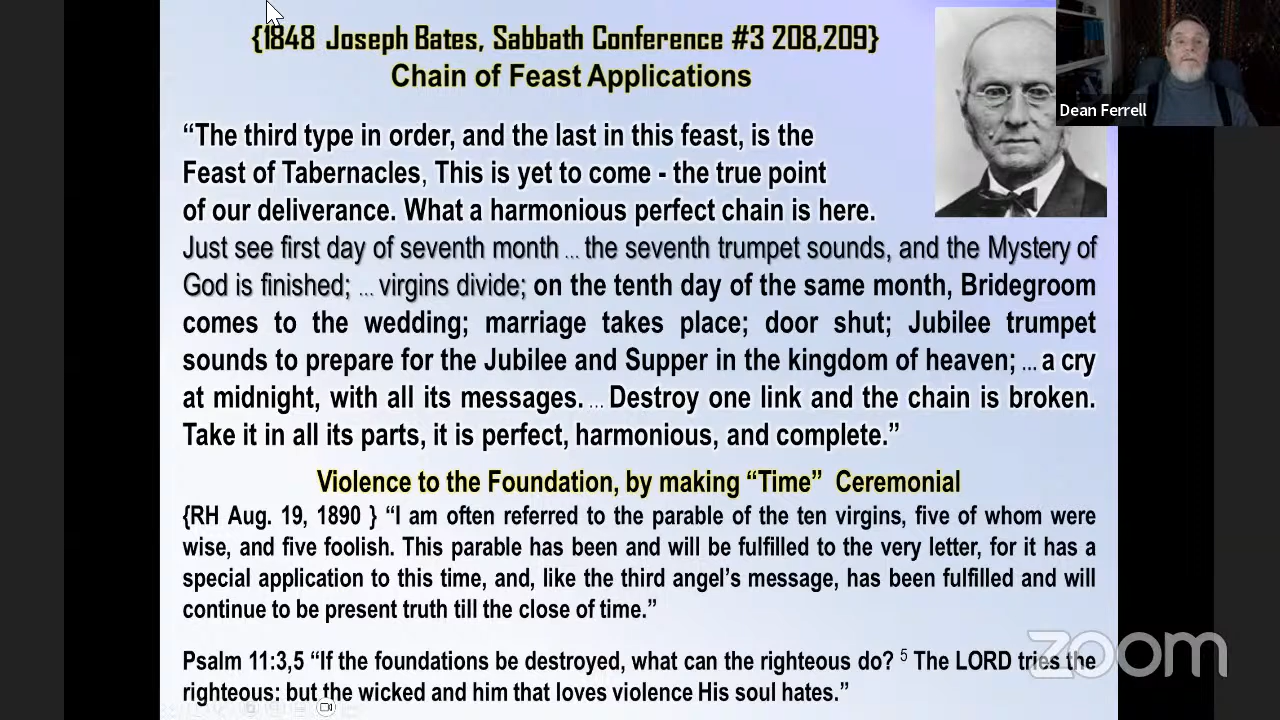 {1848 Joseph Bates, Sabbath Conference #3 208,209}
Chain of Feast Applications
Dean Ferrell
“The third type in order, and the last in this feast, is the
Feast of Tabernacles, This is yet to come - the true point
of our deliverance. What a harmonious perfect chain is here.
Just see first day of seventh month ... the seventh trumpet sounds, and the Mystery of
God is finished; ... virgins divide; on the tenth day of the same month, Bridegroom
comes to the wedding; marriage takes place; door shut; Jubilee trumpet
sounds to prepare for the Jubilee and Supper in the kingdom of heaven; ... a cry
at midnight, with all its messages. ... Destroy one link and the chain is broken.
Take it in all its parts, it is perfect, harmonious, and complete.”
Violence to the Foundation, by making “Time” Ceremonial
{RH Aug. 19, 1890 } “I am often referred to the parable of the ten virgins, five of whom were
wise, and five foolish. This parable has been and will be fulfilled to the very letter, for it has a
special application to this time, and, like the third angel’s message, has been fulfilled and will
continue to be present truth till the close of time.”
Psalm 11:3,5 “If the foundations be destroyed, what can the righteous do? 5 The LORD tries the
righteous: but the wicked and him that loves violence His soul hates.”
zoom